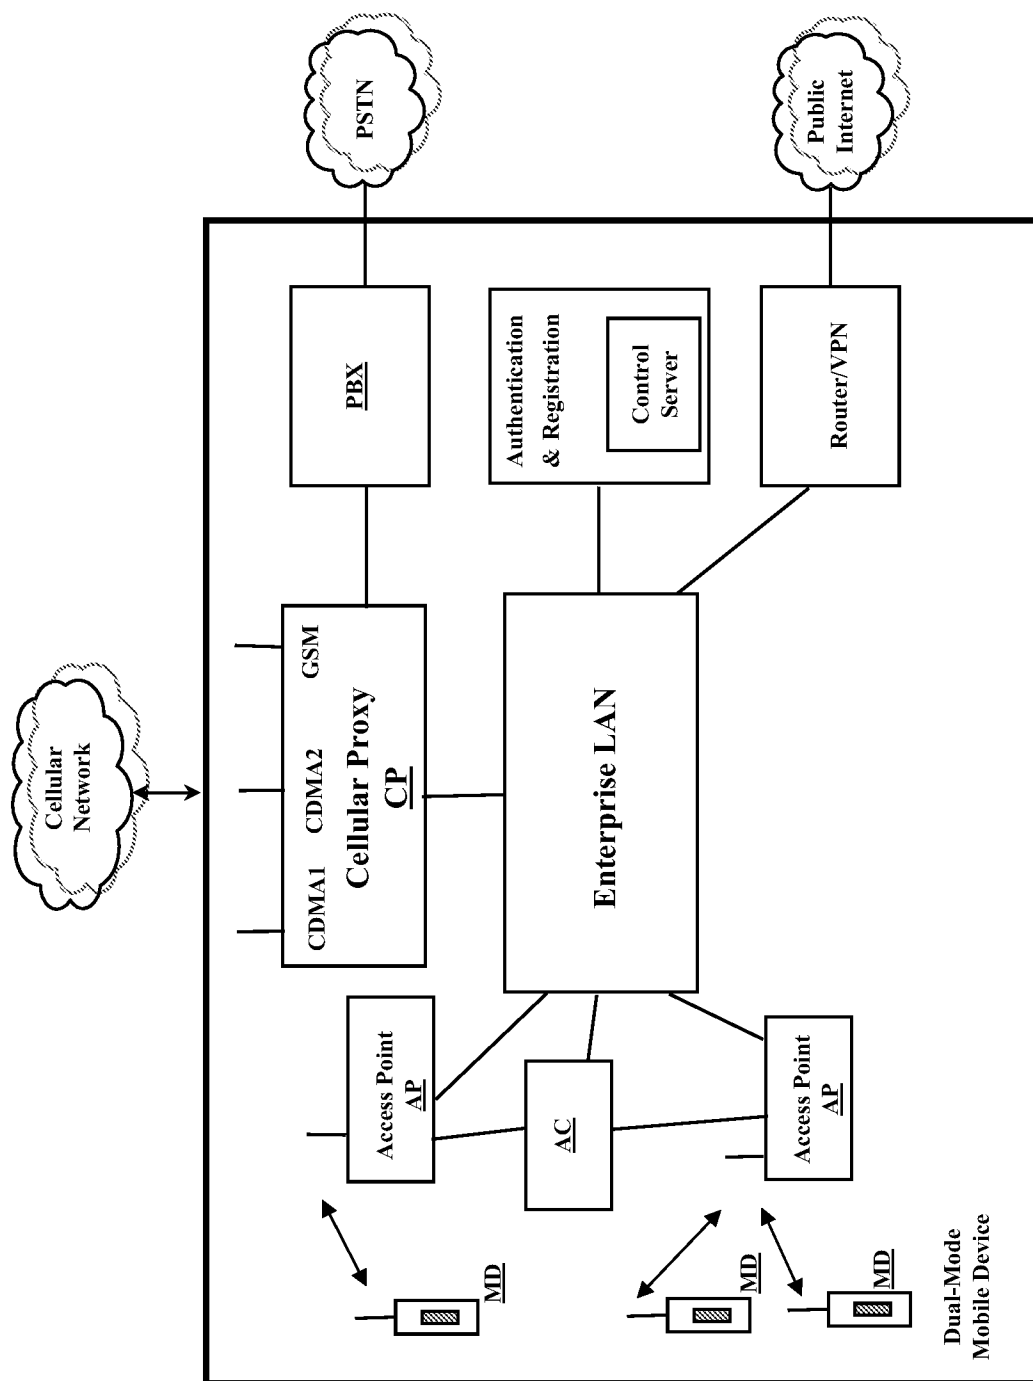 Cellular
Network
PSTN
Public
Internet
CDMA1
CDMA2
GSM
Cellular Proxy
CP
PBX
Access Point
AP
AC
Enterprise LAN
Authentication
& Registration
Control
Server
Access Point
AP
Router/VPN
MD
MD
MD
Dual-Mode
Mobile Device